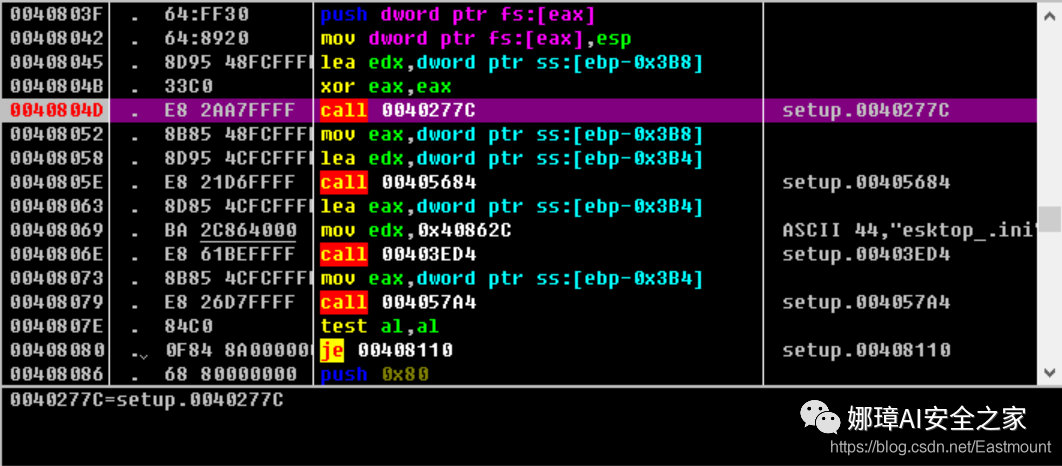 0040803F . 64:FF30 push dword ptr fs:[eax]
00408042 . 64:8920 mov dword ptr fs:[eax],esp
00408045 . 8D95 48FCFFFF lea edx,dword ptr ss:[ebp-0x3B8]
0040804B . 33C0 xor eax,eax
0040804D . E8 2AA7FFFF call 0040277C setup.0040277C
00408052 . 8B85 48FCFFFF mov eax,dword ptr ss:[ebp-0x3B8]
00408058 . 8D95 4CFCFFFF lea edx,dword ptr ss:[ebp-0x3B4]
0040805E . E8 21D6FFFF call 00405684 setup.00405684
00408063 . 8D85 4CFCFFFF lea eax,dword ptr ss:[ebp-0x3B4]
00408069 . BA 2C864000 mov edx,0x40862C ASCII 44,"esktop_.ini"
0040806E . E8 61BEFFFF call 00403ED4 setup.00403ED4
00408073 . 8B85 4CFCFFFF mov eax,dword ptr ss:[ebp-0x3B4]
00408079 . E8 26D7FFFF call 004057A4 setup.004057A4
0040807E . 84C0 test al,al
00408080 . 0F84 8A000000 je 00408110 setup.00408110
00408086 . 68 80000000 push 0x80
0040277C=setup.0040277C
娜璋AI安全之家
https://blog.csdn.net/Eastmount